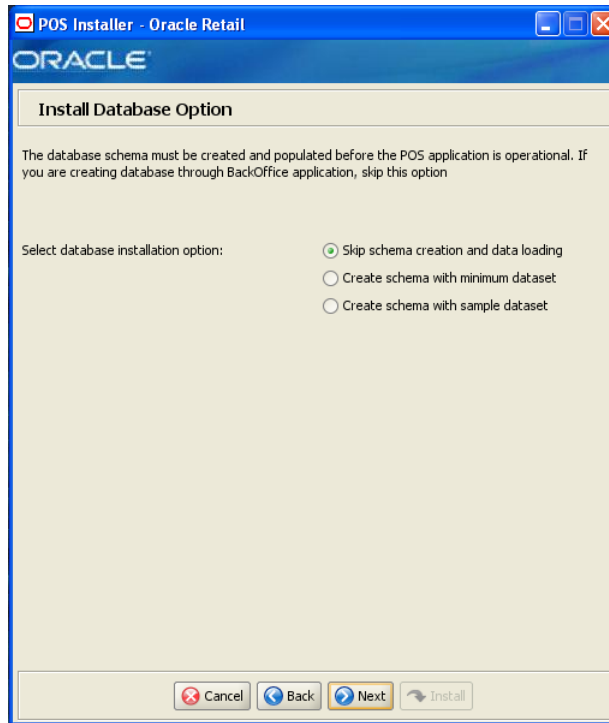 POS Installer - Oracle Retail
ORACLE
Install Database Option
The database schema must be created and populated before the POS application is operational. If
you are creating database through BackOffice application, skip this option
Select database installation option:
Skip schema creation and data loading
Create schema with minimum dataset
Create schema with sample dataset
Cancel
Back
Next
Install